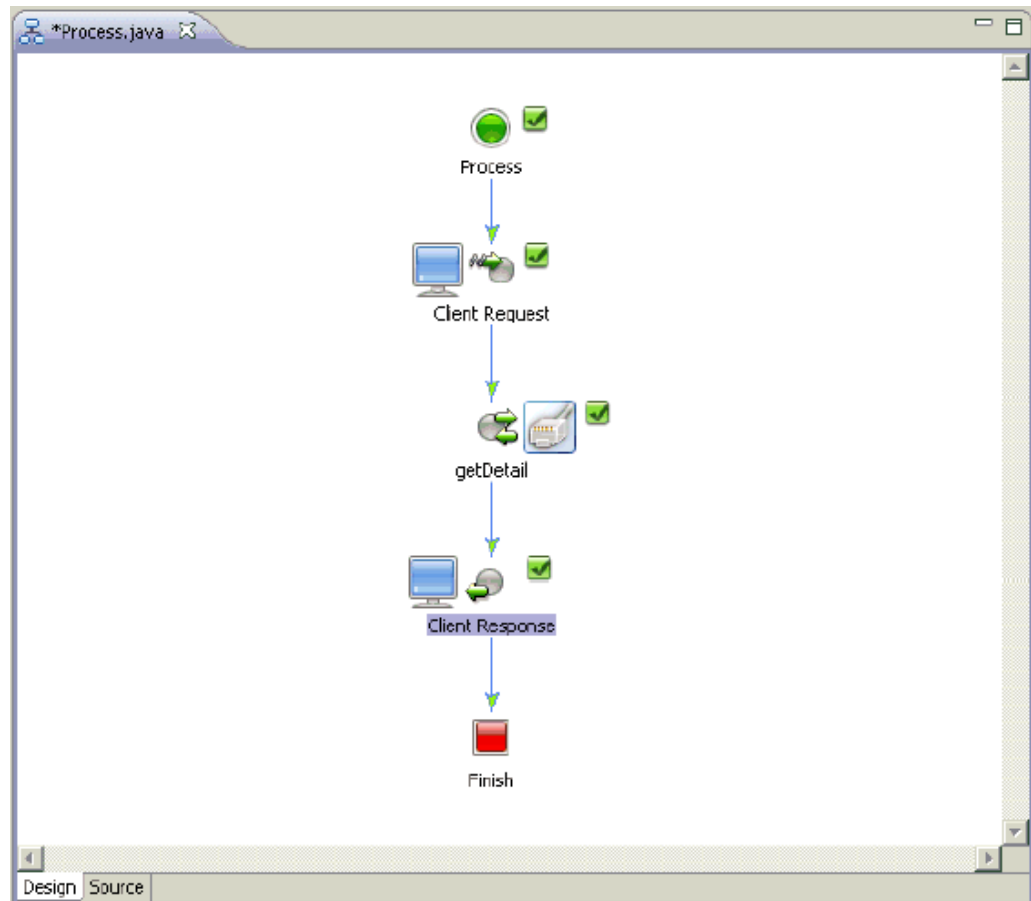 *Process.java
Process
Client Request
getDetail
Client Response
Finish
Design Source